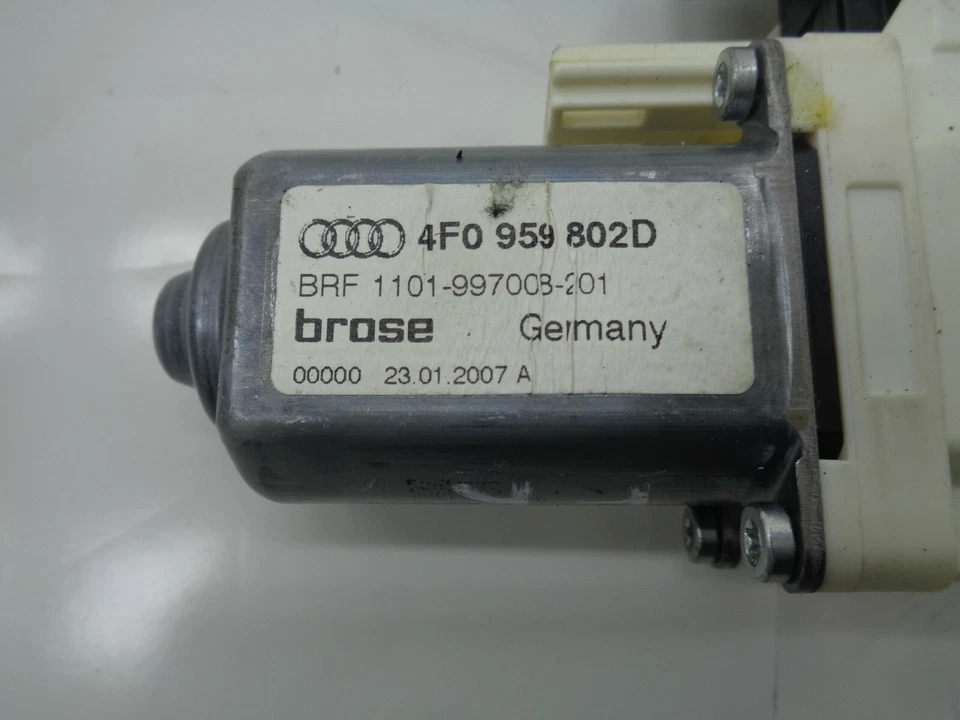 4F0 959 802D
BRF 1101-997008-201
brose Germany
00000 23.01.2007 A